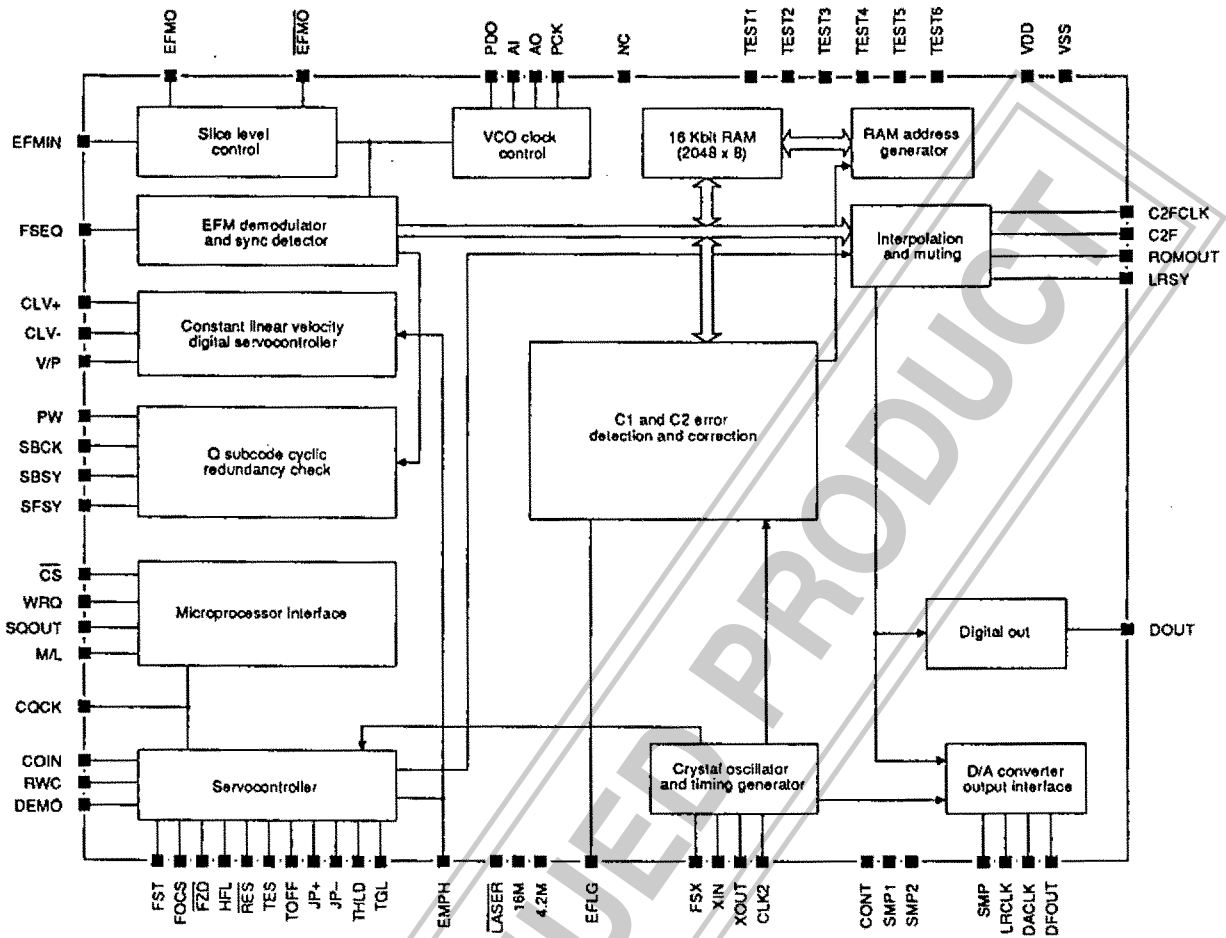 EFMO
E̅F̅M̅O̅
PDO
AI
AO
PCK
NC
TEST1
TEST2
TEST3
TEST4
TEST5
TEST6
VDD
VSS
EFMIN
Slice level
control
VCO clock
control
16 Kbit RAM
(2048 x 8)
RAM address
generator
FSEQ
EFM demodulator
and sync detector
Interpolation
and muting
C2FCLK
C2F
ROMOUT
LRSY
CLV+
CLV-
V/P
Constant linear velocity
digital servocontroller
PW
SBCK
SBSY
SFSY
Q subcode cyclic
redundancy check
C1 and C2 error
detection and correction
C̅S̅
WRQ
SQOUT
M/L
Microprocessor interface
Digital out
DOUT
CQCK
COIN
RWC
DEMO
Servocontroller
Crystal oscillator
and timing generator
D/A converter
output interface
FST
FOCS
F̅Z̅D̅
HFL
R̅E̅S̅
TES
TOFF
JP+
JP-
THLD
TGL
EMPH
L̅A̅S̅E̅R̅
16M
4.2M
EFLG
FSX
XIN
XOUT
CLK2
CONT
SMP1
SMP2
SMP
LRCLK
DACLK
DFOUT
UED PRODUCT